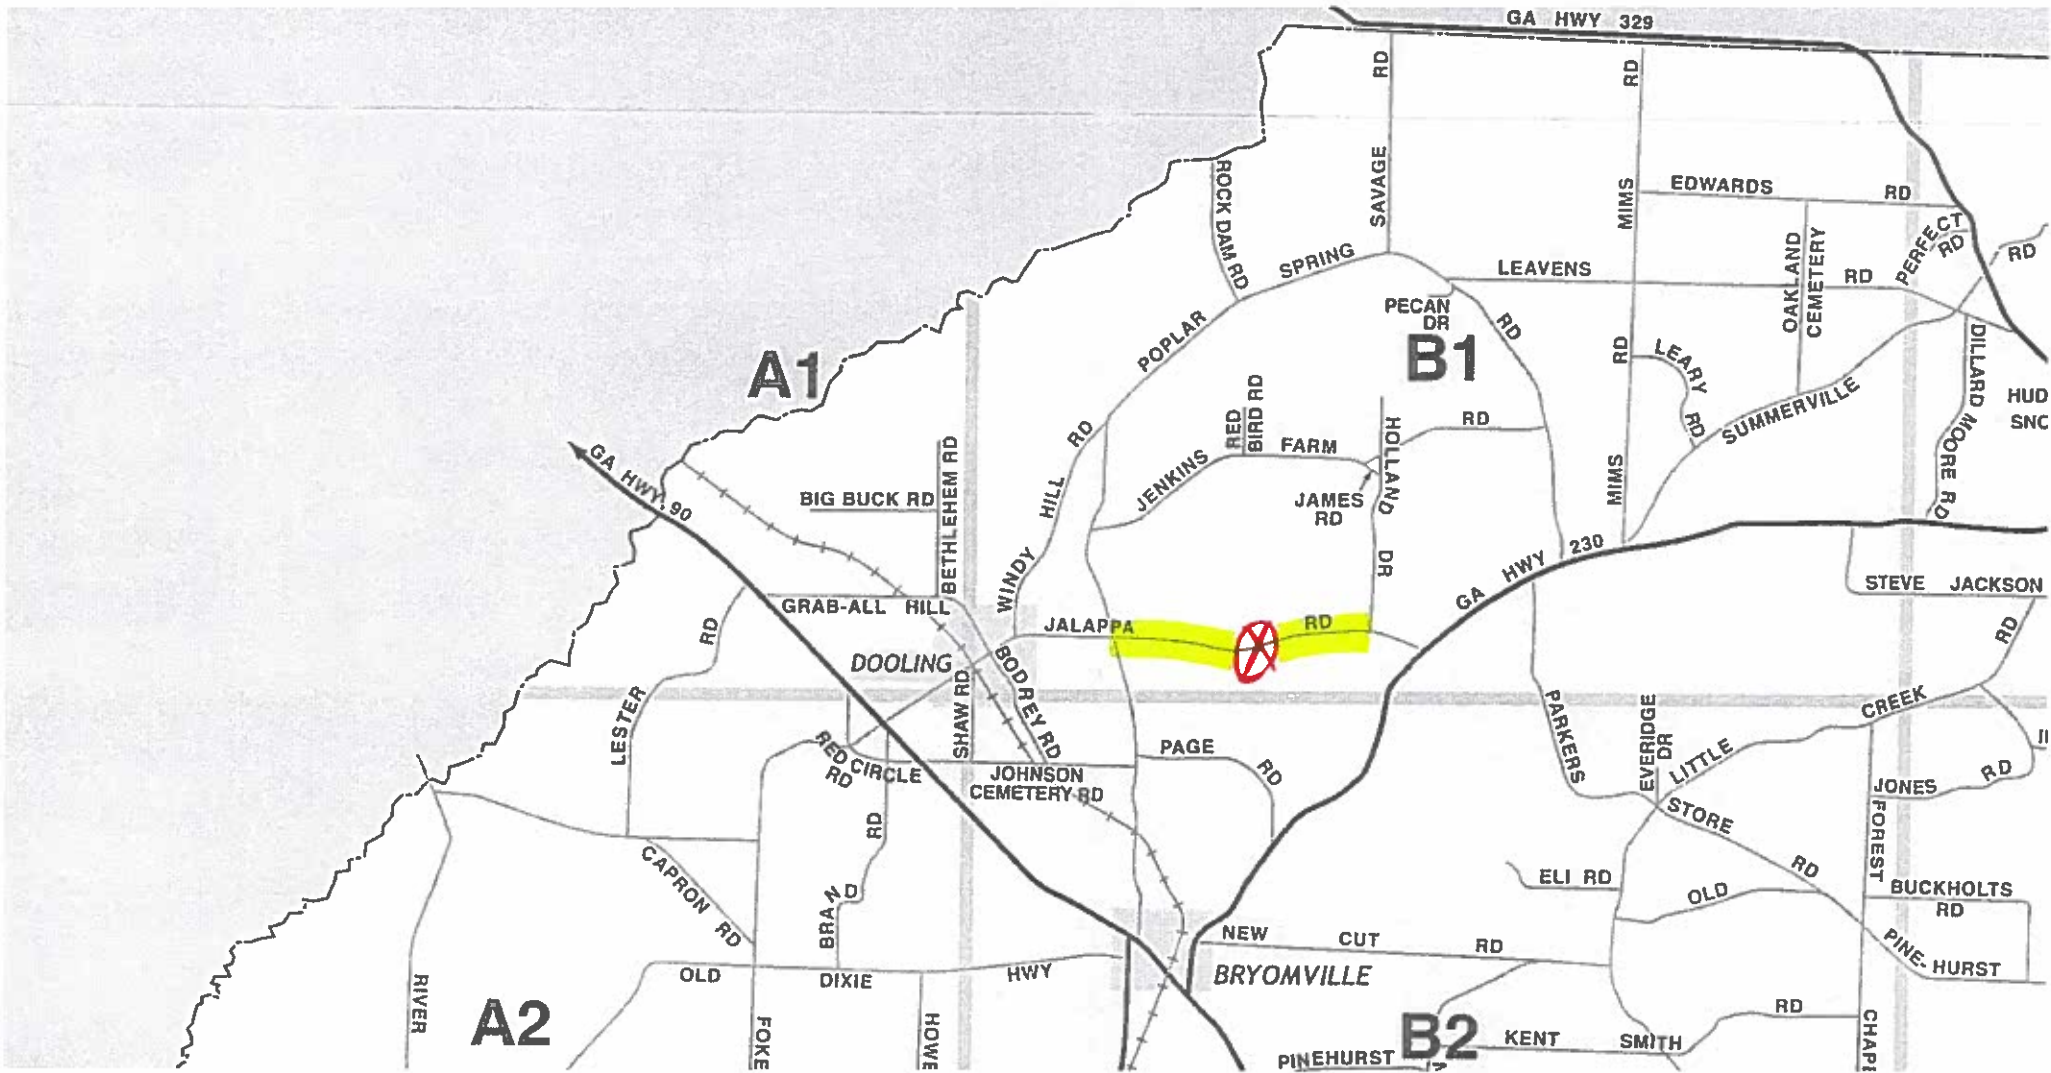 GA HWY 329
RD
RD
SAVAGE
MIMS
EDWARDS RD
ROCK DAM RD
PERFECT RD
RD
OAKLAND CEMETERY
SPRING
LEAVENS RD
PECAN DR
RD
POPLAR
B1
A1
RD
LEARY RD
DILLARD MOORE RD
HUD
SNC
SUMMERVILLE
RED BIRD RD
HOLLAND DR
RD
FARM
JENKINS
JAMES RD
MIMS
RD
HILL
WINDY
GA HWY 90
BIG BUCK RD
BETHLEHEM RD
GA HWY 230
STEVE JACKSON
RD
GRAB-ALL HILL
JALAPPA RD
RD
DOOLING
BODREY RD
SHAW RD
LESTER
PARKERS
EVERIDGE DR
LITTLE
CREEK
RED RD
CIRCLE
JOHNSON
CEMETERY RD
PAGE RD
JONES RD
STORE RD
FORREST
RD
BRAND
CAPRON RD
ELI RD
OLD
BUCKHOLTS
RD
NEW CUT RD
BRYOMVILLE
PINE-HURST
OLD DIXIE HWY
RIVER
A2
FOKE
HOWE
B2
KENT SMITH RD
CHAP
PINEHURST